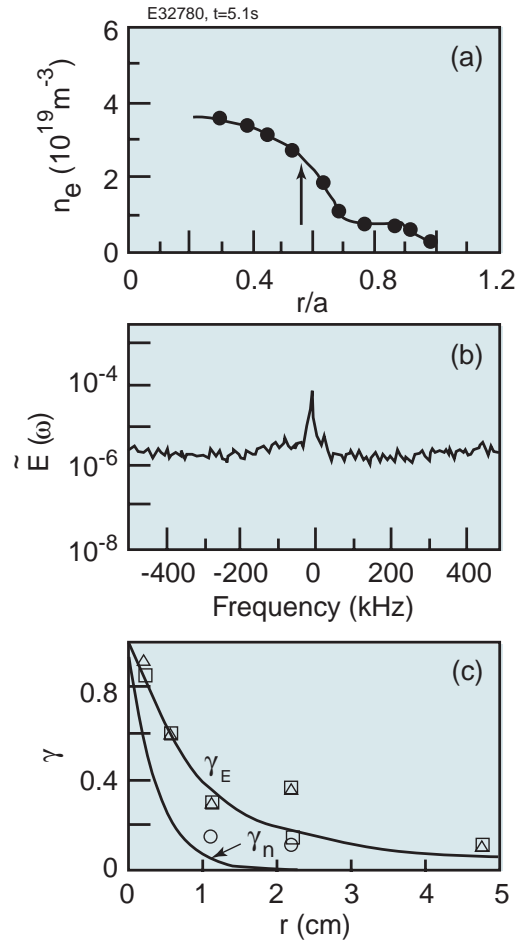 E32780, t=5.1s
(a)
n_e (10^19 m^-3)
6
4
2
0
0 0.4 0.8 1.2
r/a
(b)
Ẽ (ω)
10^-4
10^-6
10^-8
-400 -200 0 200 400
Frequency (kHz)
(c)
γ
0.8
0.4
0
γ_E
γ_n
0 1 2 3 4 5
r (cm)